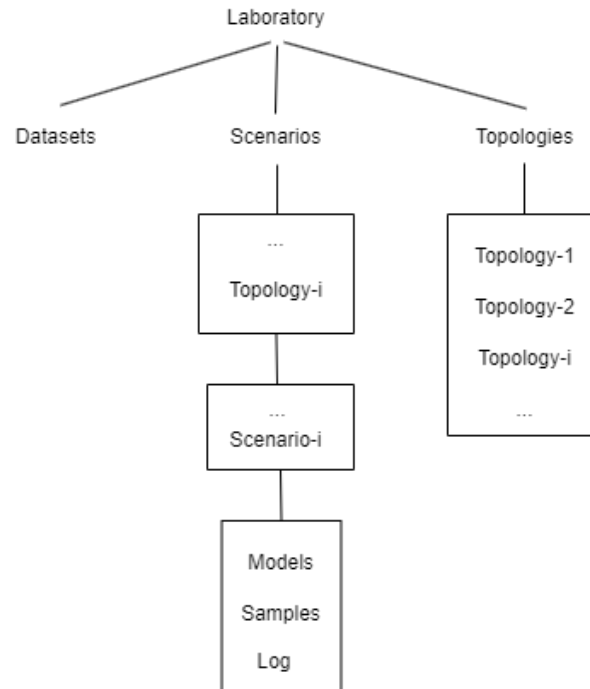 Laboratory
Datasets
Scenarios
Topologies
...
Topology-i
...
Scenario-i
Models
Samples
Log
Topology-1
Topology-2
Topology-i
...